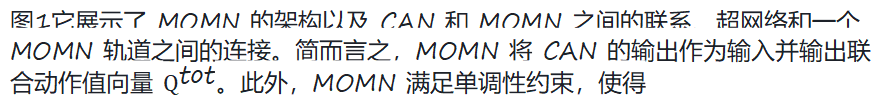 图1它展示了 MOMN 的架构以及 CAN 和 MOMN 之间的联系、超网络和一个
MOMN 轨道之间的连接。简而言之，MOMN 将 CAN 的输出作为输入并输出联
合动作值向量 Qtot。此外，MOMN 满足单调性约束，使得